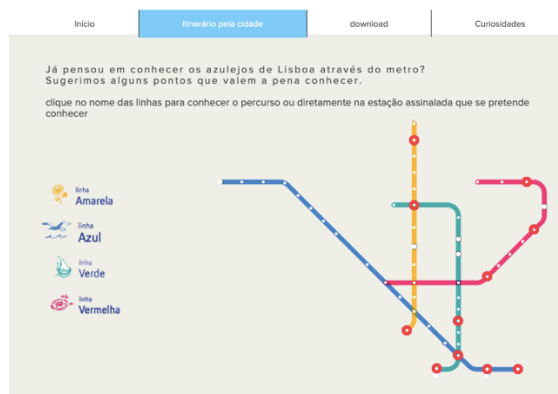 Início
Itinerário pela cidade
download
Curiosidades
Já pensou em conhecer os azulejos de Lisboa através do metro?
Sugerimos alguns pontos que valem a pena conhecer.
clique no nome das linhas para conhecer o percurso ou diretamente na estação assinalada que se pretende
conhecer
linha
Amarela
linha
Azul
linha
Verde
linha
Vermelha